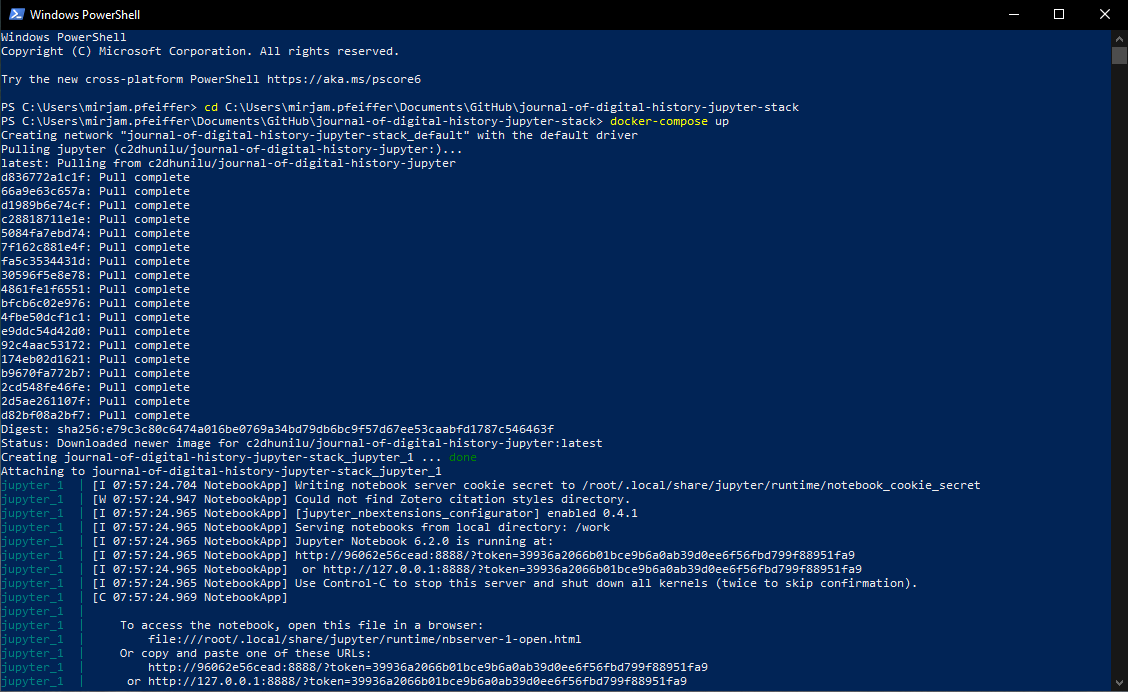 Windows PowerShell
Windows PowerShell
Copyright (C) Microsoft Corporation. All rights reserved.
Try the new cross-platform PowerShell https://aka.ms/pscore6
PS C:\Users\mirjam.pfeiffer> cd C:\Users\mirjam.pfeiffer\Documents\GitHub\journal-of-digital-history-jupyter-stack
PS C:\Users\mirjam.pfeiffer\Documents\GitHub\journal-of-digital-history-jupyter-stack> docker-compose up
Creating network "journal-of-digital-history-jupyter-stack_default" with the default driver
Pulling jupyter (c2dhunilu/journal-of-digital-history-jupyter:)...
latest: Pulling from c2dhunilu/journal-of-digital-history-jupyter
d836772a1c1f: Pull complete
66a9e63c657a: Pull complete
d1989b6e74cf: Pull complete
c28818711e1e: Pull complete
5084fa7ebd74: Pull complete
7f162c881e4f: Pull complete
fa5c3534431d: Pull complete
30596f5e8e78: Pull complete
4861fe1f6551: Pull complete
bfcb6c02e976: Pull complete
4fbe50dcf1c1: Pull complete
e9ddc54d42d0: Pull complete
92c4aac53172: Pull complete
174eb02d1621: Pull complete
b9670fa772b7: Pull complete
2cd548fe46fe: Pull complete
2d5ae261107f: Pull complete
d82bf08a2bf7: Pull complete
Digest: sha256:e79c3c80c6474a016be0769a34bd79db6bc9f57d67ee53caabfd1787c546463f
Status: Downloaded newer image for c2dhunilu/journal-of-digital-history-jupyter:latest
Creating journal-of-digital-history-jupyter-stack_jupyter_1 ... done
Attaching to journal-of-digital-history-jupyter-stack_jupyter_1
jupyter_1  | [I 07:57:24.704 NotebookApp] Writing notebook server cookie secret to /root/.local/share/jupyter/runtime/notebook_cookie_secret
jupyter_1  | [W 07:57:24.947 NotebookApp] Could not find Zotero citation styles directory.
jupyter_1  | [I 07:57:24.965 NotebookApp] [jupyter_nbextensions_configurator] enabled 0.4.1
jupyter_1  | [I 07:57:24.965 NotebookApp] Serving notebooks from local directory: /work
jupyter_1  | [I 07:57:24.965 NotebookApp] Jupyter Notebook 6.2.0 is running at:
jupyter_1  | [I 07:57:24.965 NotebookApp] http://96062e56cead:8888/?token=39936a2066b01bce9b6a0ab39d0ee6f56fbd799f88951fa9
jupyter_1  | [I 07:57:24.965 NotebookApp]  or http://127.0.0.1:8888/?token=39936a2066b01bce9b6a0ab39d0ee6f56fbd799f88951fa9
jupyter_1  | [I 07:57:24.965 NotebookApp] Use Control-C to stop this server and shut down all kernels (twice to skip confirmation).
jupyter_1  | [C 07:57:24.969 NotebookApp]
jupyter_1  |
jupyter_1  |     To access the notebook, open this file in a browser:
jupyter_1  |         file:///root/.local/share/jupyter/runtime/nbserver-1-open.html
jupyter_1  |     Or copy and paste one of these URLs:
jupyter_1  |         http://96062e56cead:8888/?token=39936a2066b01bce9b6a0ab39d0ee6f56fbd799f88951fa9
jupyter_1  |      or http://127.0.0.1:8888/?token=39936a2066b01bce9b6a0ab39d0ee6f56fbd799f88951fa9